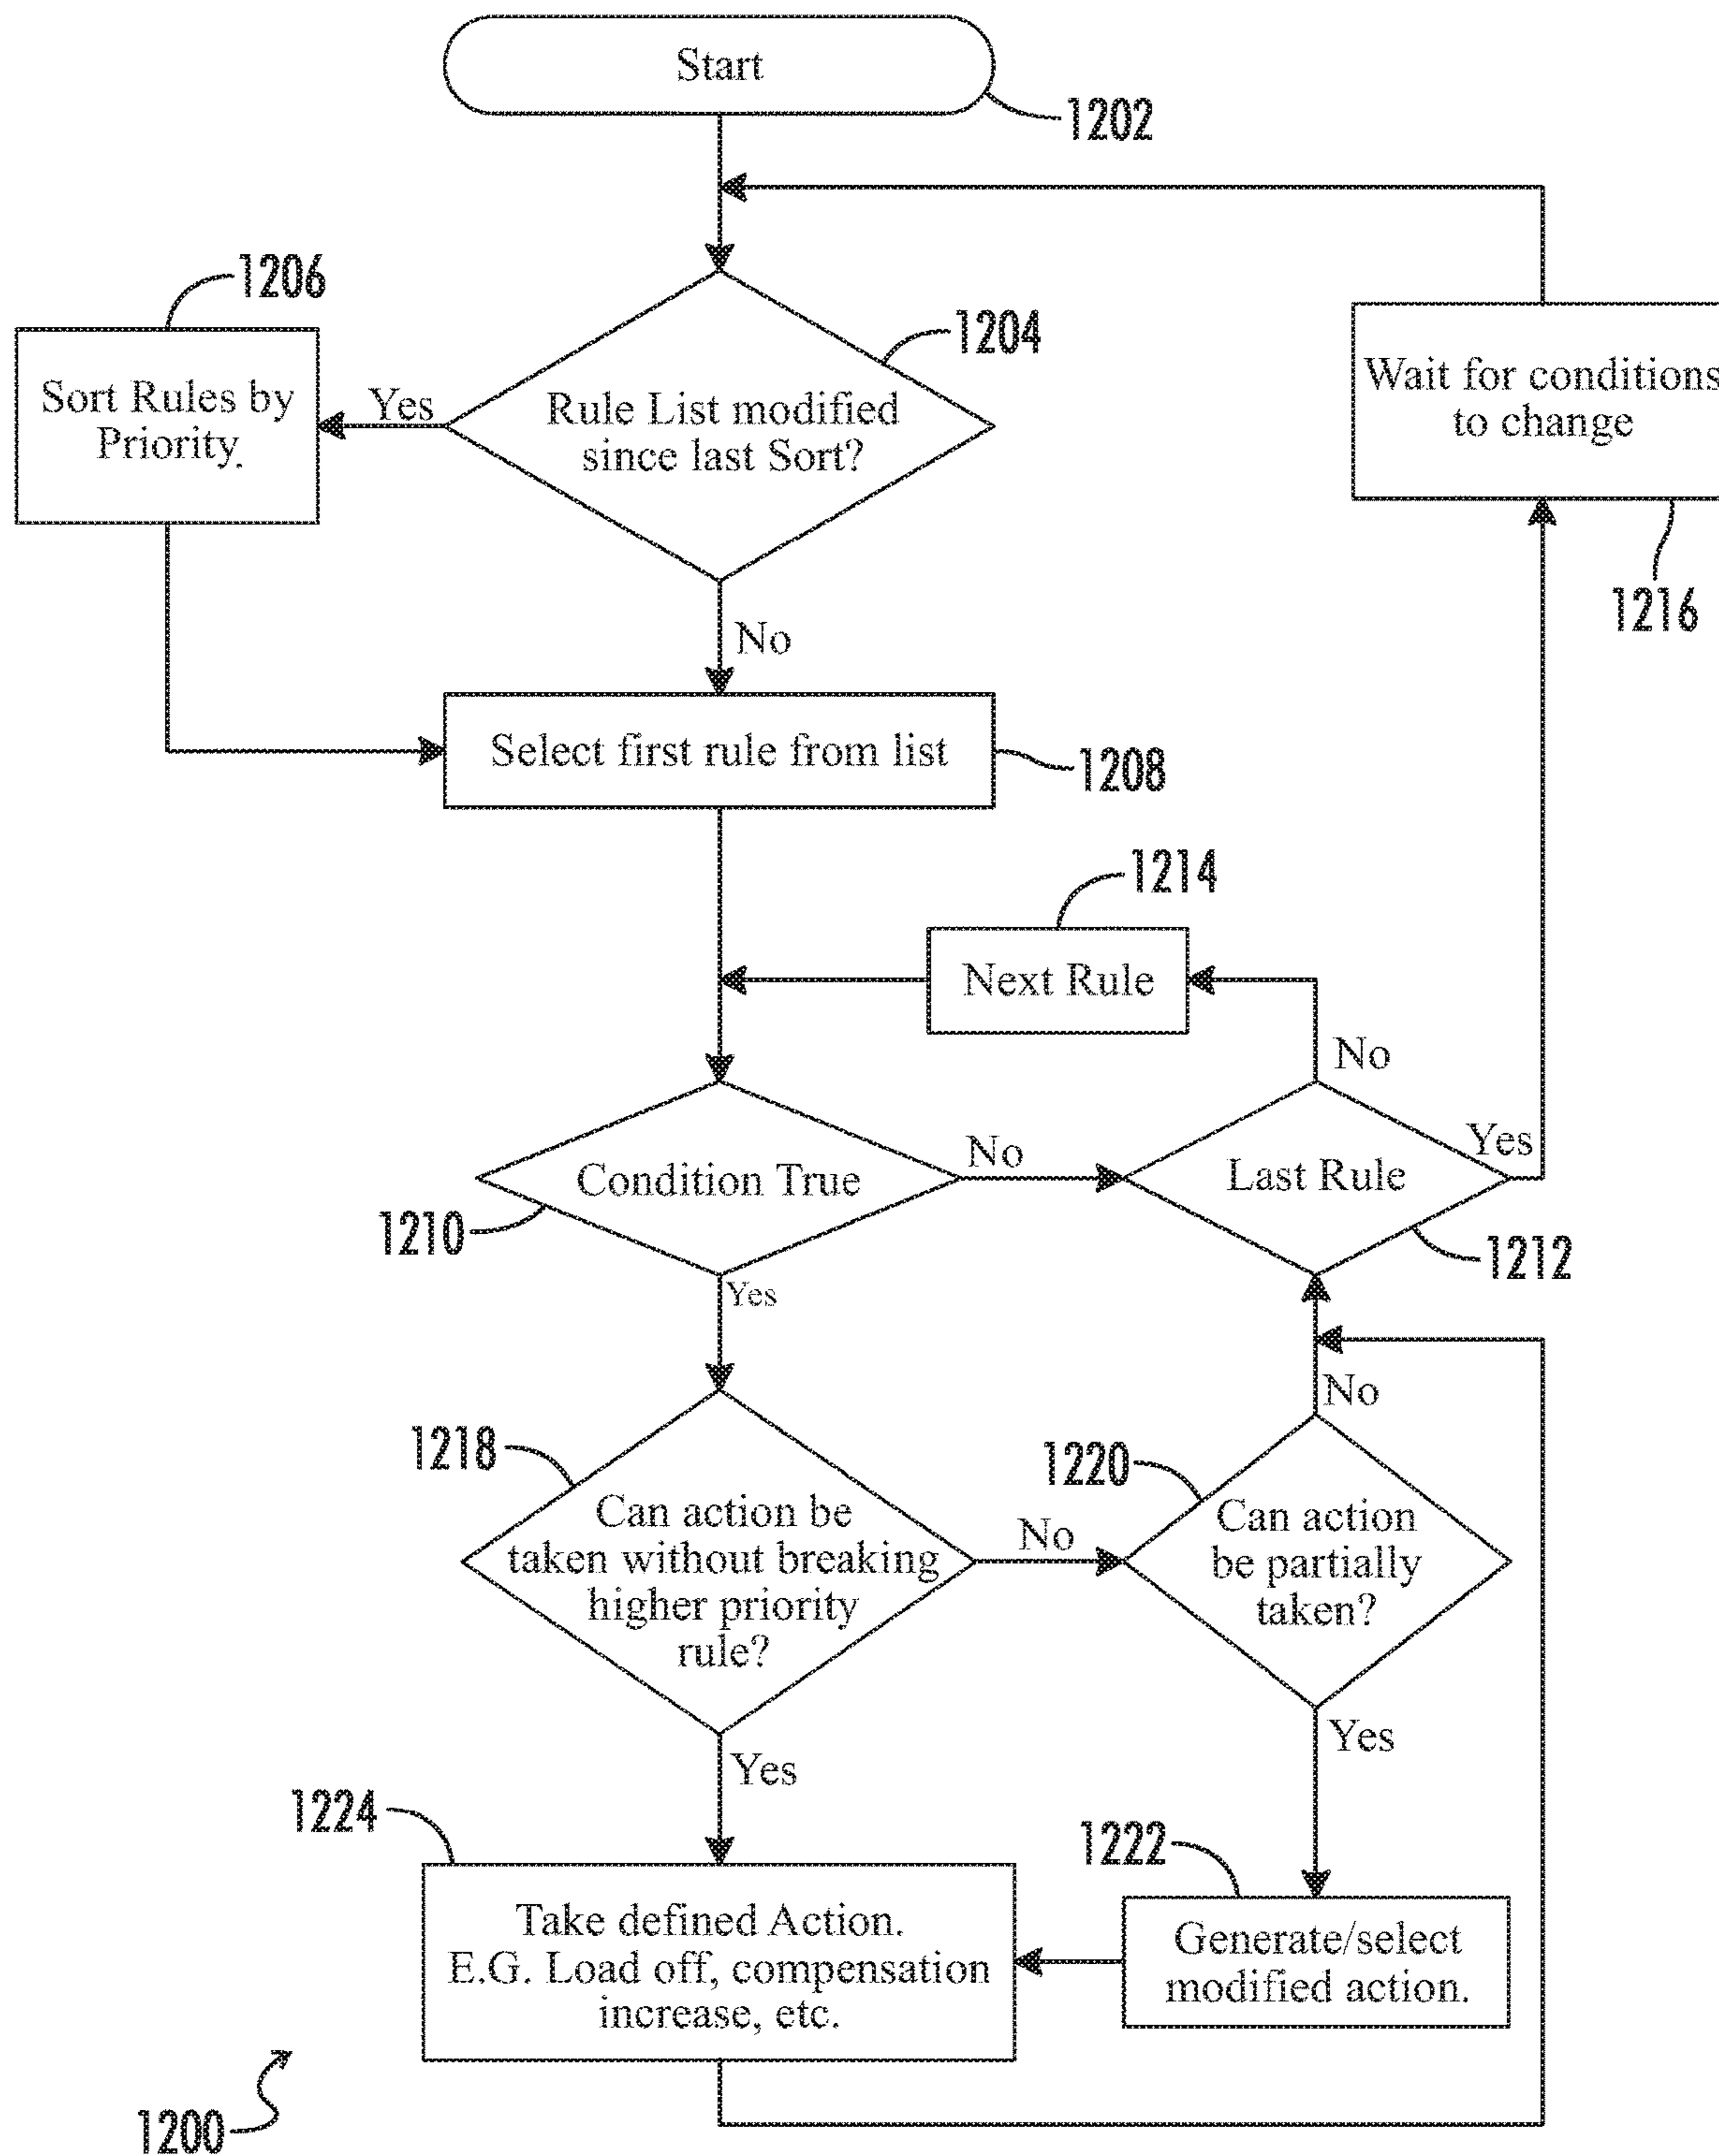 Start
1202
1206
1204
Sort Rules by
Priority.
Yes
Rule List modified
since last Sort?
Wait for conditions
to change
1216
No
Select first rule from list
1208
1214
Next Rule
No
Condition True
No
Last Rule
Yes
1210
1212
Yes
No
1218
1220
Can action be
taken without breaking
higher priority
rule?
No
Can action
be partially
taken?
Yes
Yes
1224
1222
Take defined Action.
E.G. Load off, compensation
increase, etc.
Generate/select
modified action.
1200